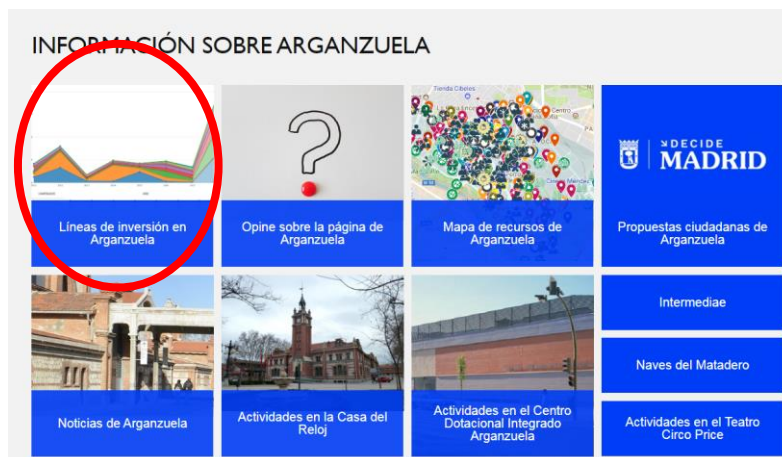 INFORMACIÓN SOBRE ARGANZUELA
Líneas de inversión en
Arganzuela
Opine sobre la página de
Arganzuela
Tienda Cibeles
Mapa de recursos de
Arganzuela
DECIDE
MADRID
Propuestas ciudadanas de
Arganzuela
Noticias de Arganzuela
Actividades en la Casa del
Reloj
Actividades en el Centro
Dotacional Integrado
Arganzuela
Intermediae
Naves del Matadero
Actividades en el Teatro
Circo Price